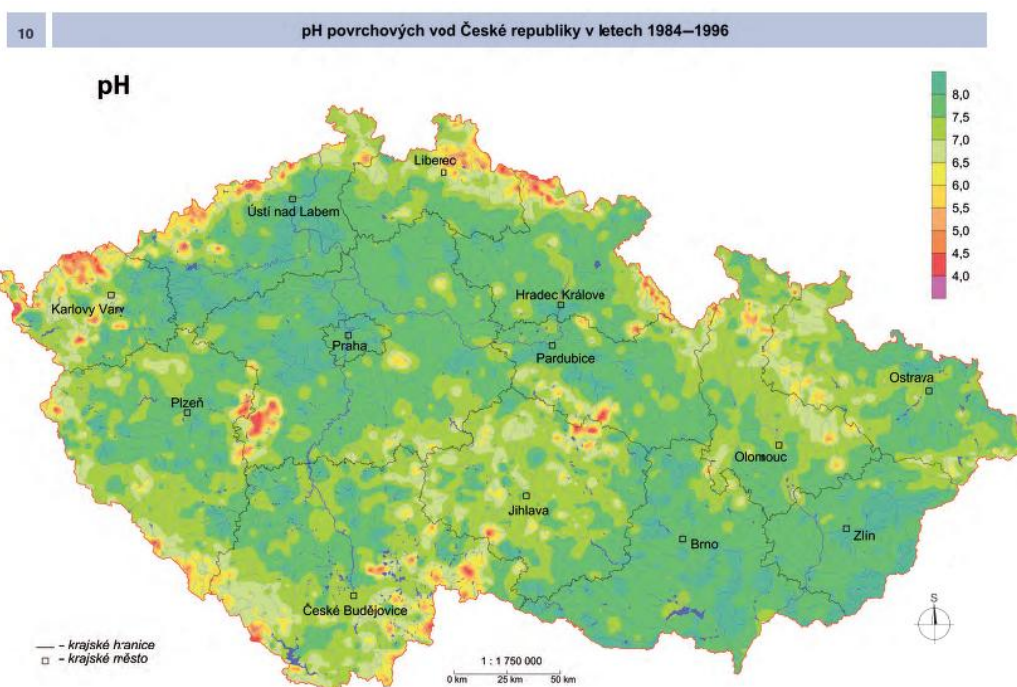 10
pH povrchových vod České republiky v letech 1984–1996
pH
8,0
7,5
7,0
6,5
6,0
5,5
5,0
4,5
4,0
Liberec
Ústí nad Labem
Karlovy Vary
Hradec Králové
Praha
Pardubice
Plzeň
Ostrava
Olomouc
Jihlava
Brno
Zlín
České Budějovice
S
– krajské hranice
– krajské město
1 : 1 750 000
0 km 25 km 50 km